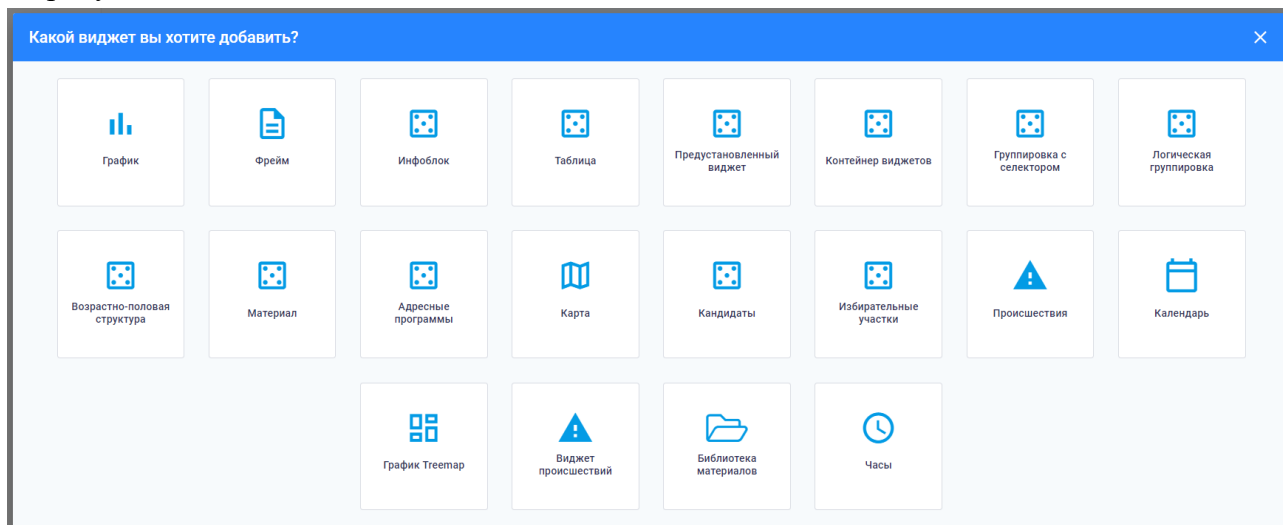 Какой виджет вы хотите добавить?
График
Фрейм
Инфоблок
Таблица
Предустановленный
виджет
Контейнер виджетов
Группировка с
селектором
Логическая
группировка
Возрастно-половая
структура
Материал
Адресные
программы
Карта
Кандидаты
Избирательные
участки
Происшествия
Календарь
График Treemap
Виджет
происшествий
Библиотека
материалов
Часы